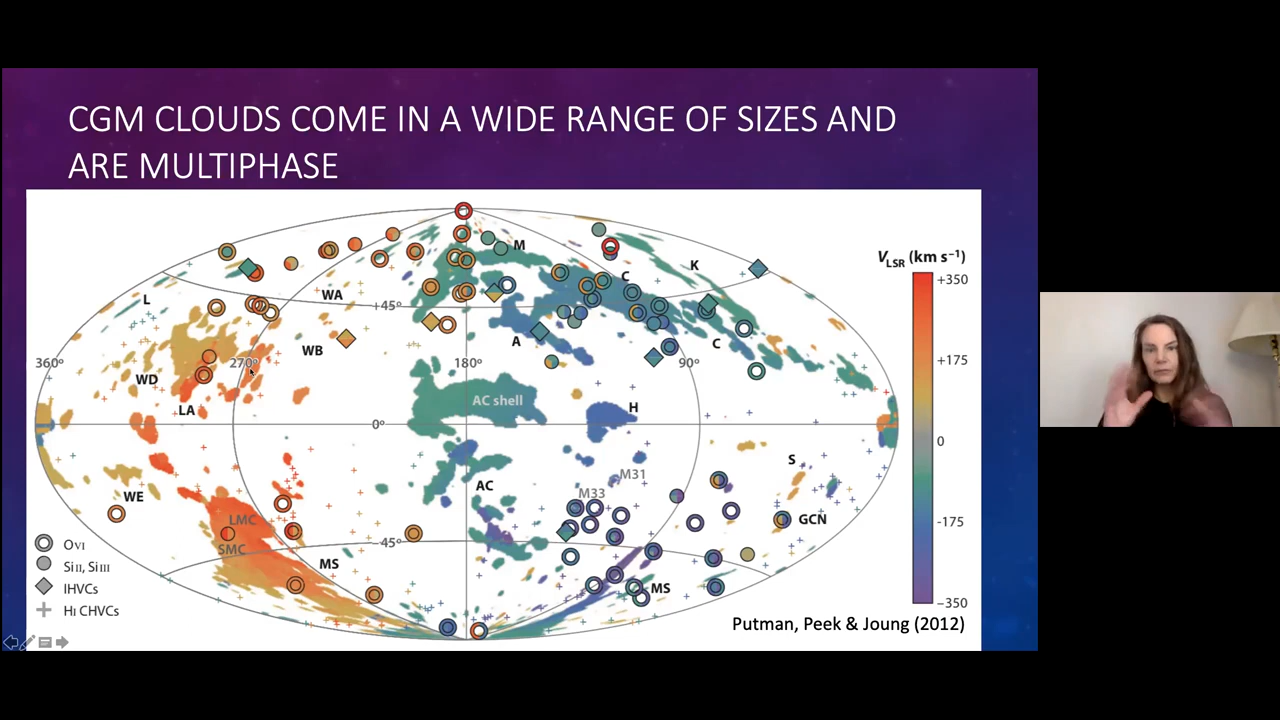 CGM CLOUDS COME IN A WIDE RANGE OF SIZES AND
ARE MULTIPHASE
M
K
C
L
WA
+45°
A
C
WB
360°
270°
180°
90°
WD
LA
AC shell
H
0°
S
M31
AC
M33
WE
LMC
GCN
SMC
-45°
MS
MS
O VI
Si II, Si III
IHVCs
H I CHVCs
VLSR (km s−1)
+350
+175
0
-175
−350
Putman, Peek & Joung (2012)